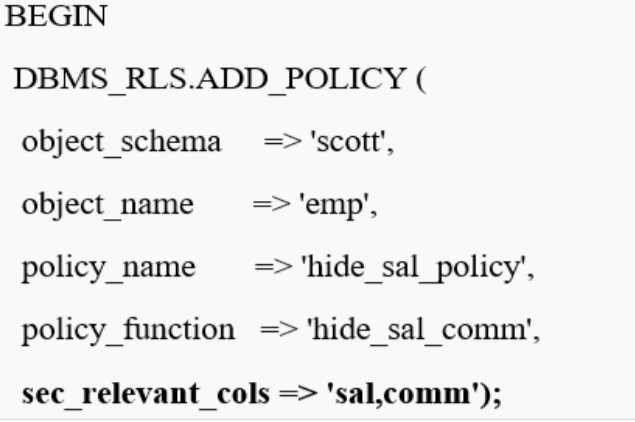 BEGIN
DBMS_RLS.ADD_POLICY (
object_schema => 'scott',
object_name => 'emp',
policy_name => 'hide_sal_policy',
policy_function => 'hide_sal_comm',
sec_relevant_cols => 'sal,comm');